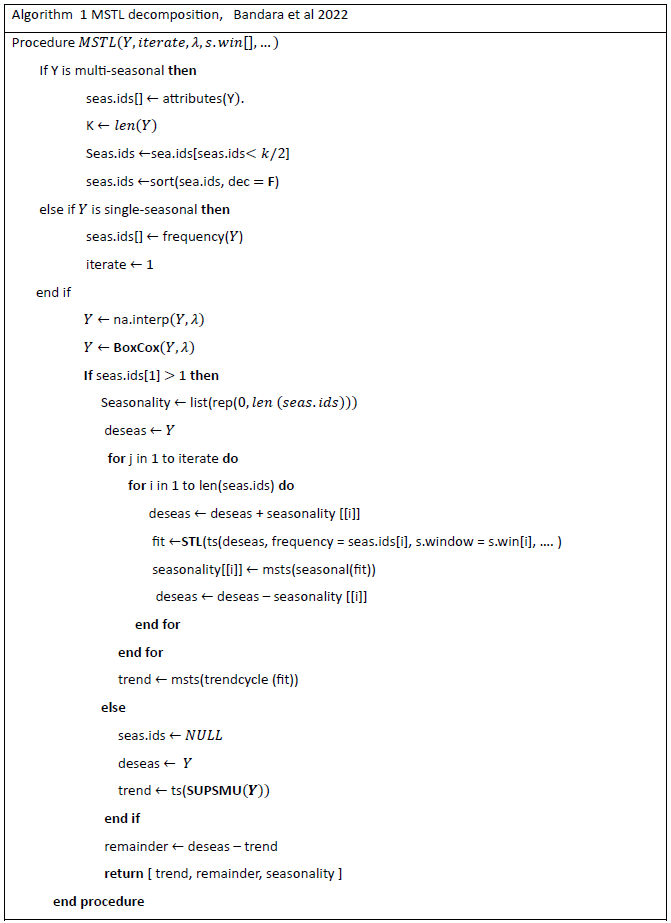 Algorithm 1 MSTL decomposition, Bandara et al 2022
Procedure MSTL(Y, iterate, λ, s.win[], …)
If Y is multi-seasonal then
seas.ids[] ← attributes(Y).
K ← len(Y)
Seas.ids ←sea.ids[seas.ids< k/2]
seas.ids ←sort(sea.ids, dec = F)
else if Y is single-seasonal then
seas.ids[] ← frequency(Y)
iterate ← 1
end if
Y ← na.interp(Y, λ)
Y ← BoxCox(Y, λ)
If seas.ids[1] > 1 then
Seasonality ← list(rep(0, len (seas.ids)))
deseas ← Y
for j in 1 to iterate do
for i in 1 to len(seas.ids) do
deseas ← deseas + seasonality [[i]]
fit ←STL(ts(deseas, frequency = seas.ids[i], s.window = s.win[i], …. )
seasonality[[i]] ← msts(seasonal(fit))
deseas ← deseas – seasonality [[i]]
end for
end for
trend ← msts(trendcycle (fit))
else
seas.ids ← NULL
deseas ← Y
trend ← ts(SUPSMU(Y))
end if
remainder ← deseas – trend
return [ trend, remainder, seasonality ]
end procedure